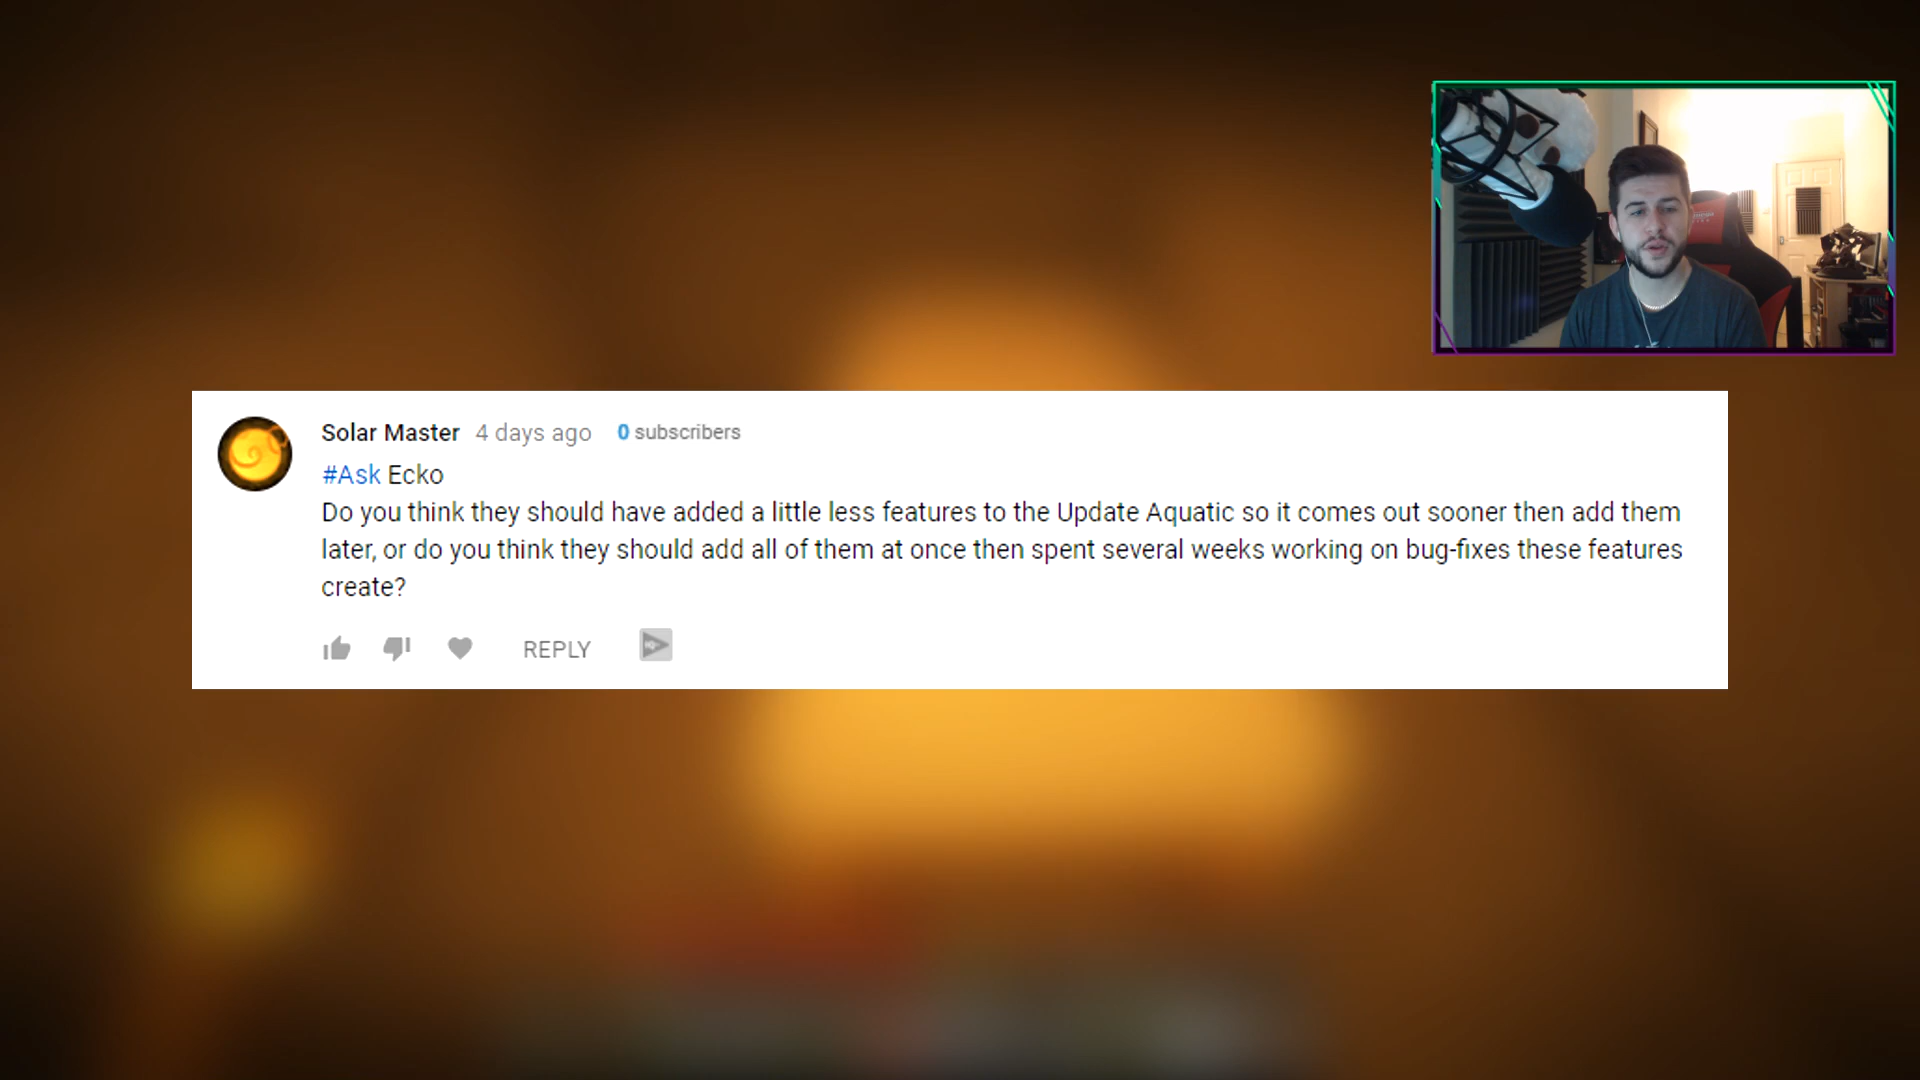 Solar Master 4 days ago 0 subscribers
#Ask Ecko
Do you think they should have added a little less features to the Update Aquatic so it comes out sooner then add them
later, or do you think they should add all of them at once then spent several weeks working on bug-fixes these features
create?
REPLY